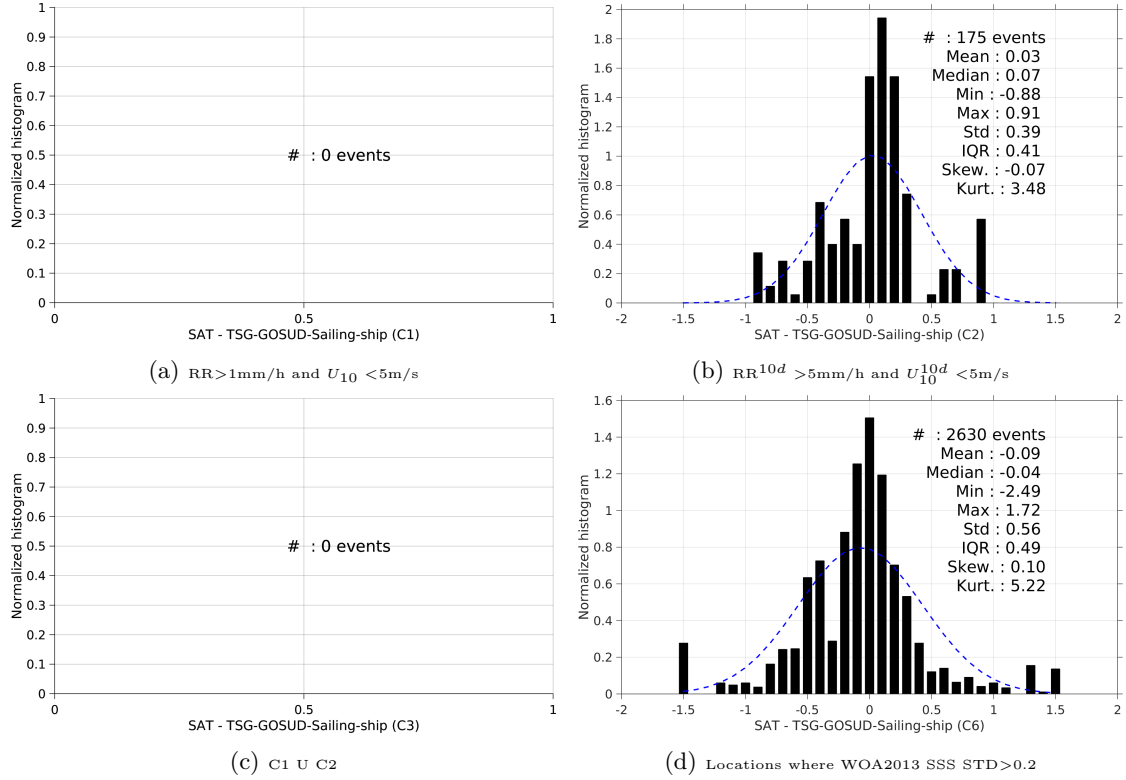 1
0.9
0.8
0.7
0.6
0.5
0.4
0.3
0.2
0.1
0
Normalized histogram
# : 0 events
0 0.5 1
SAT - TSG-GOSUD-Sailing-ship (C1)
(a) RR>1mm/h and U10 <5m/s
2
1.8
1.6
1.4
1.2
1
0.8
0.6
0.4
0.2
0
Normalized histogram
# : 175 events
Mean : 0.03
Median : 0.07
Min : -0.88
Max : 0.91
Std : 0.39
IQR : 0.41
Skew. : -0.07
Kurt. : 3.48
-2 -1.5 -1 -0.5 0 0.5 1 1.5 2
SAT - TSG-GOSUD-Sailing-ship (C2)
(b) RR10d >5mm/h and U10d10 <5m/s
1
0.9
0.8
0.7
0.6
0.5
0.4
0.3
0.2
0.1
0
Normalized histogram
# : 0 events
0 0.5 1
SAT - TSG-GOSUD-Sailing-ship (C3)
(c) C1 U C2
1.6
1.4
1.2
1
0.8
0.6
0.4
0.2
0
Normalized histogram
# : 2630 events
Mean : -0.09
Median : -0.04
Min : -2.49
Max : 1.72
Std : 0.56
IQR : 0.49
Skew. : 0.10
Kurt. : 5.22
-2 -1.5 -1 -0.5 0 0.5 1 1.5 2
SAT - TSG-GOSUD-Sailing-ship (C6)
(d) Locations where WOA2013 SSS STD>0.2